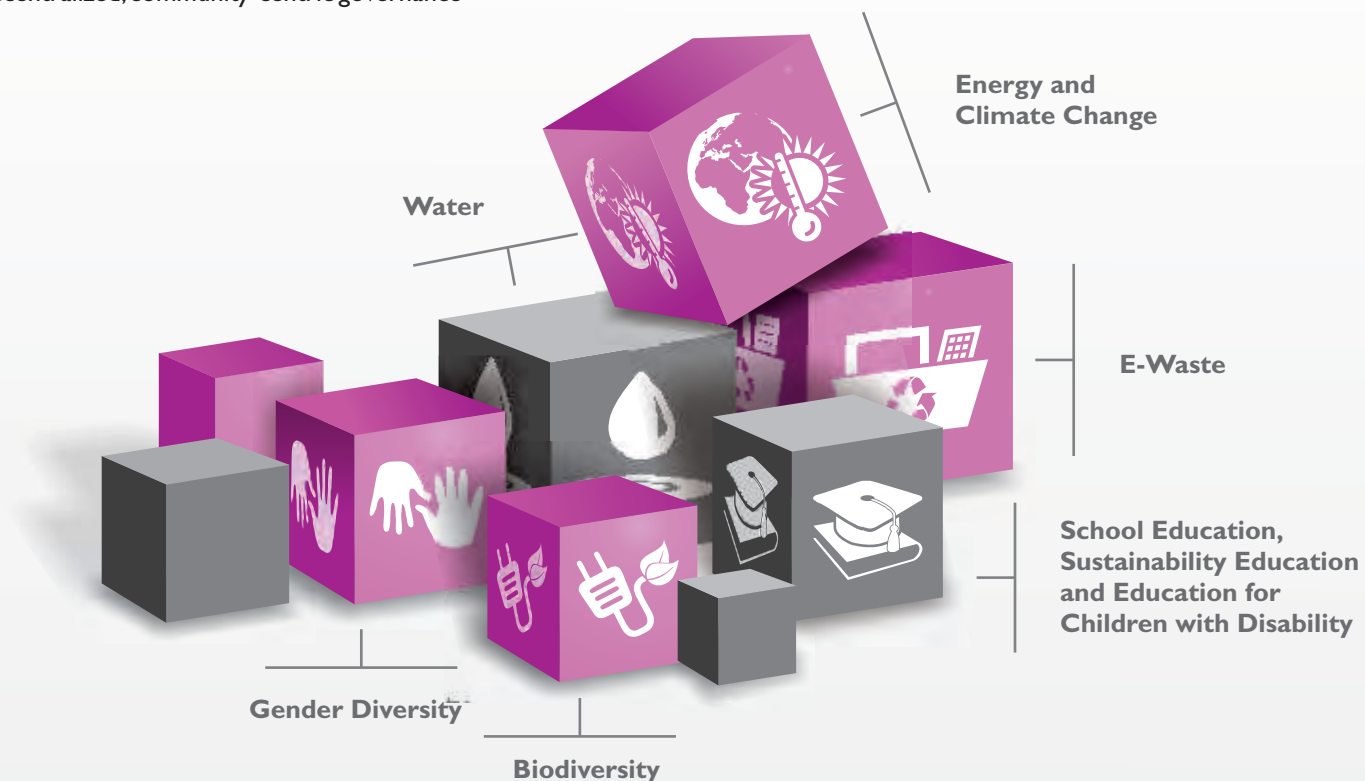 Energy and
Climate Change
Water
E-Waste
School Education,
Sustainability Education
and Education for
Children with Disability
Gender Diversity
Biodiversity